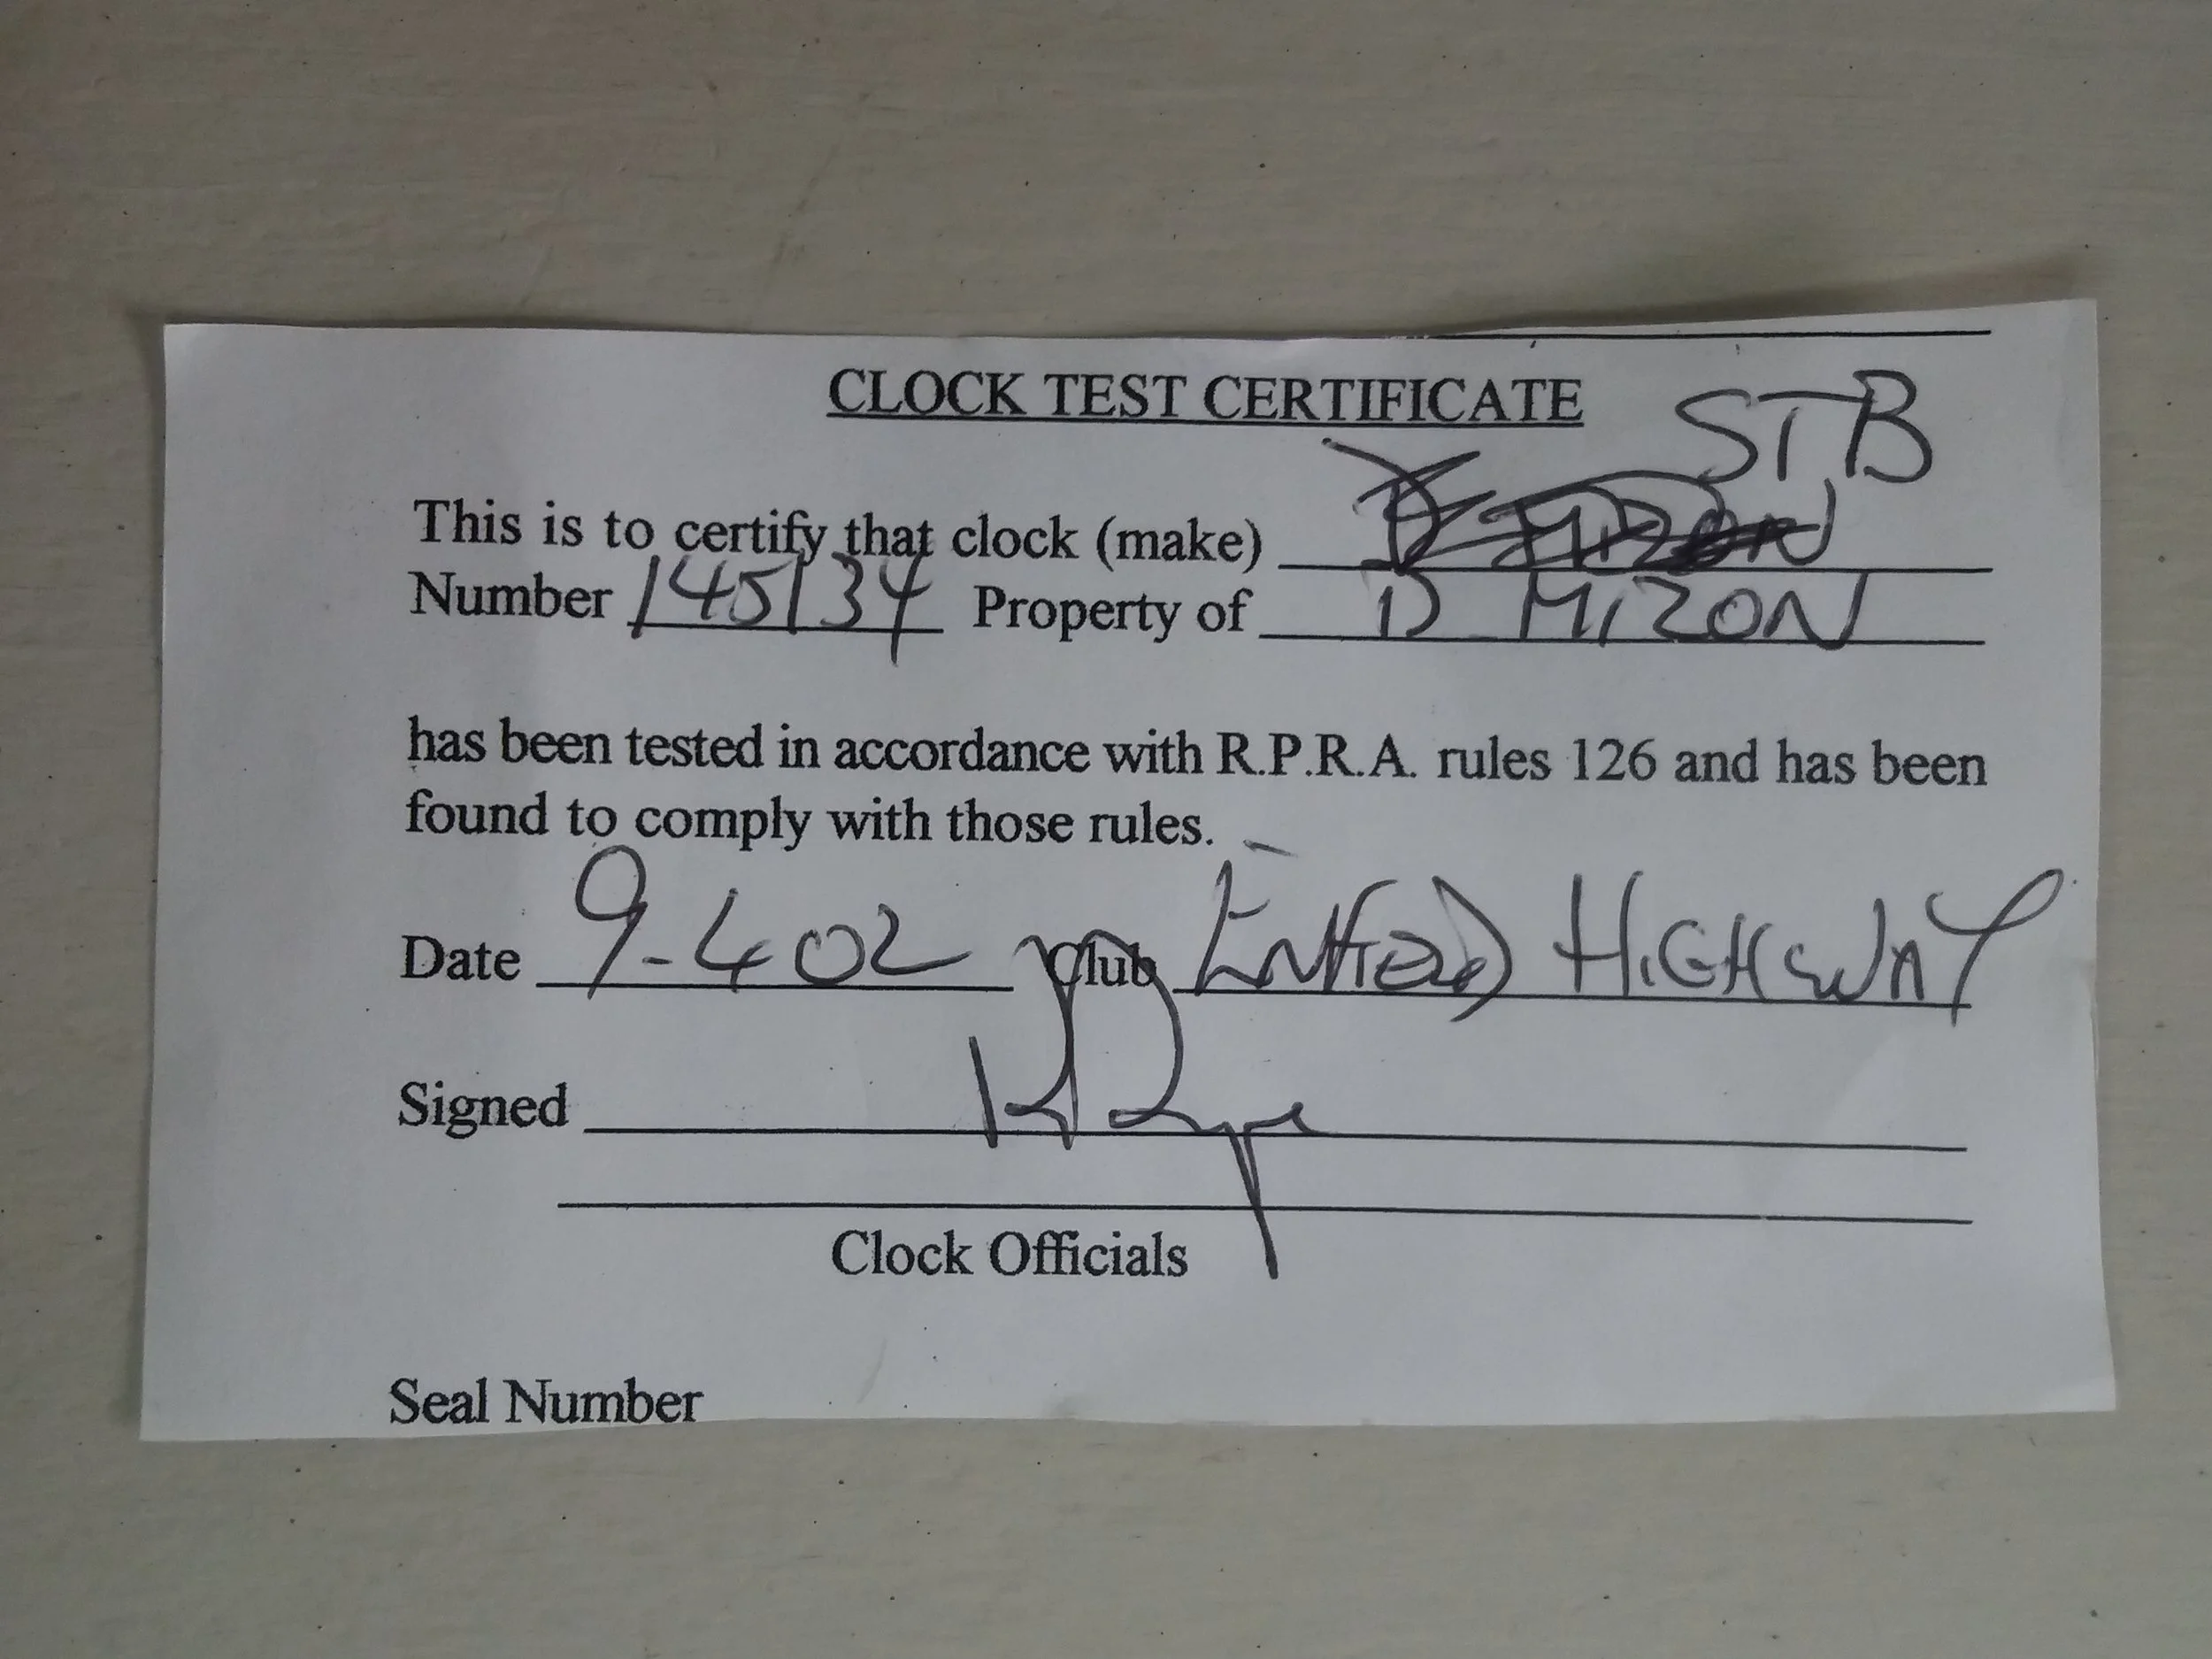 CLOCK TEST CERTIFICATE
STB
This is to certify that clock (make)
Number 145134 Property of D MIZON
has been tested in accordance with R.P.R.A. rules 126 and has been
found to comply with those rules.
Date 9-4 02 Club ENFIELD HIGHWAY
Signed
Clock Officials
Seal Number